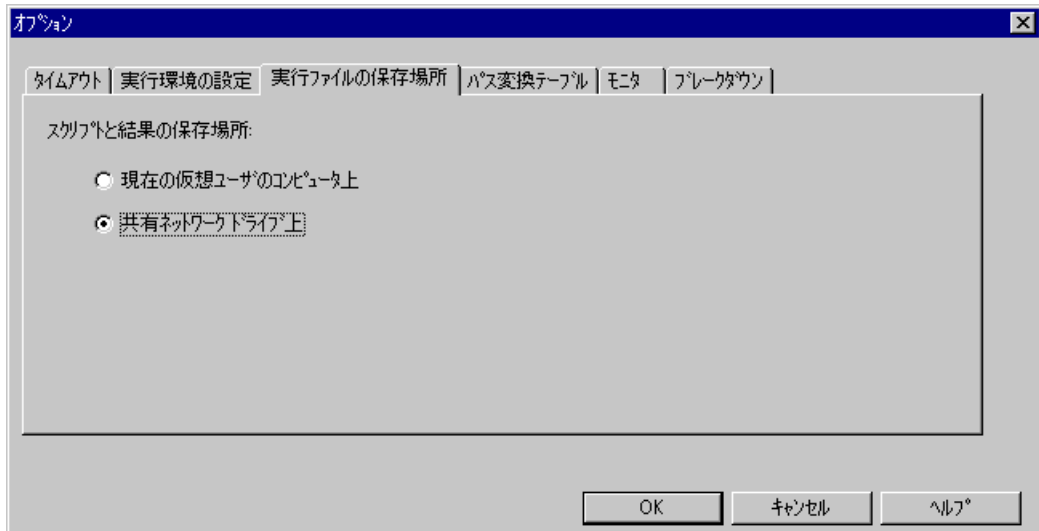 オプション
タイムアウト 実行環境の設定 実行ファイルの保存場所 パス変換テーブル モニタ ブレークダウン
スクリプトと結果の保存場所:
現在の仮想ユーザのコンピュータ上
共有ネットワークドライブ上
OK キャンセル ヘルプ